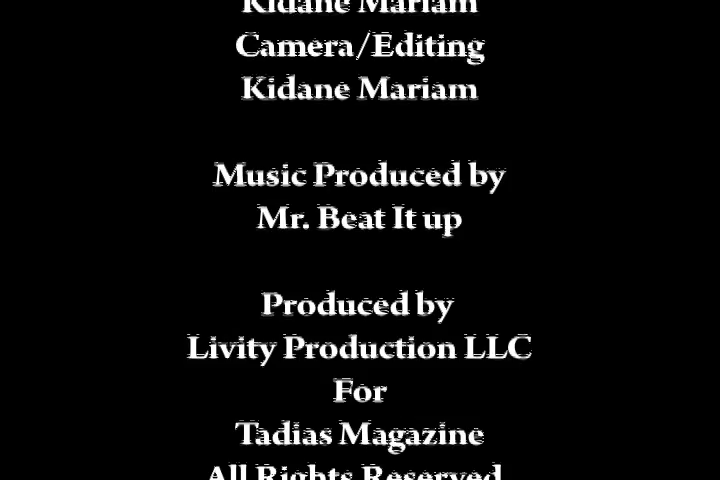 Kidane Mariam
Camera/Editing
Kidane Mariam
Music Produced by
Mr. Beat It up
Produced by
Livity Production LLC
For
Tadias Magazine
All Rights Reserved